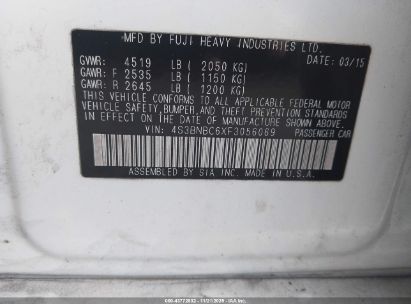 MFD BY FUJI HEAVY INDUSTRIES LTD.
GVWR: 4519 LB ( 2050 KG) DATE: 03/15
GAWR: F 2535 LB ( 1150 KG)
GAWR: R 2645 LB ( 1200 KG)
THIS VEHICLE CONFORMS TO ALL APPLICABLE FEDERAL MOTOR
VEHICLE SAFETY, BUMPER, AND THEFT PREVENTION STANDARDS
IN EFFECT ON THE DATE OF MANUFACTURE SHOWN ABOVE.
VIN: 4S3BNBC6XF3056069 PASSENGER CAR
ASSEMBLED BY SIA INC. MADE IN U.S.A.